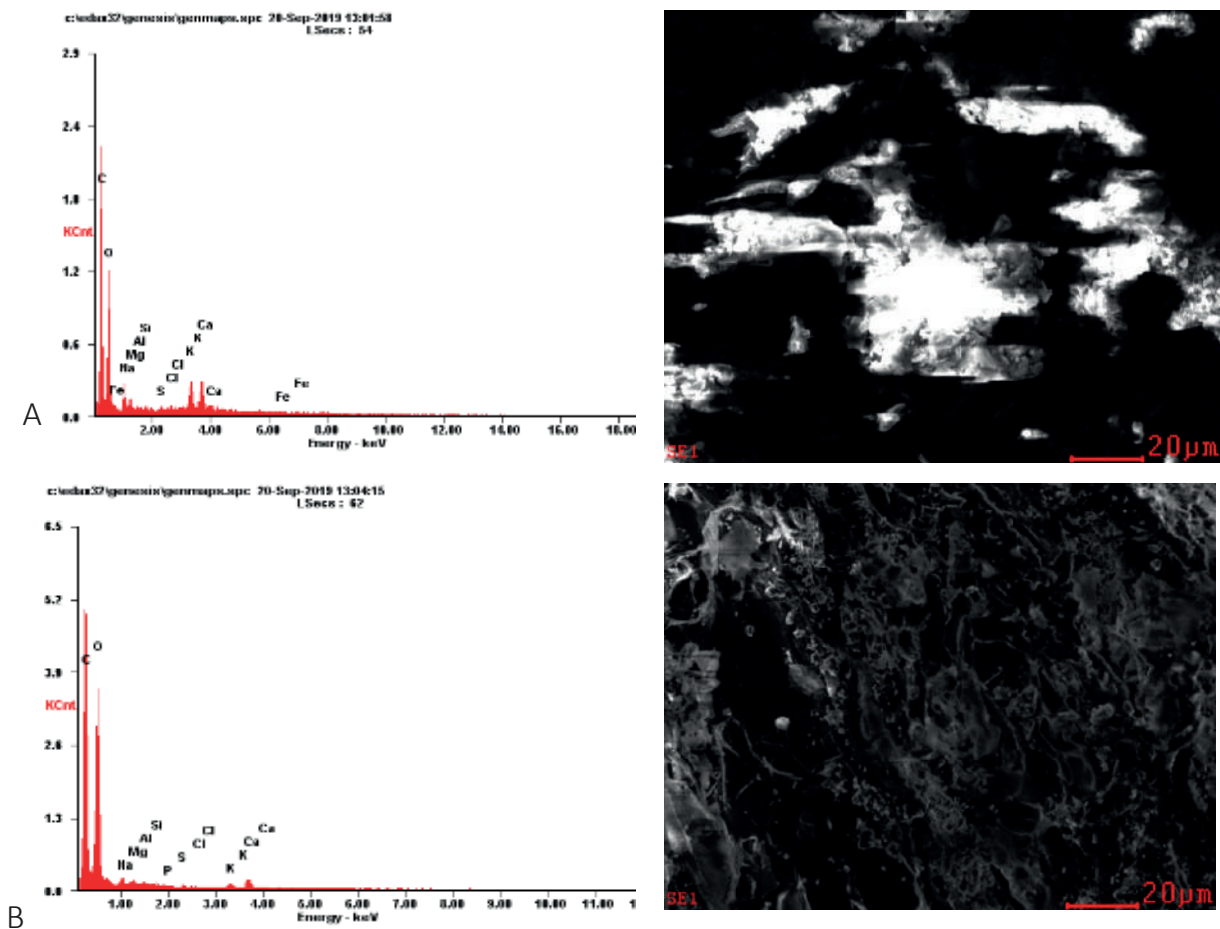 c:\edax32\genesis\genmaps.spc 20-Sep-2019 13:01:58
LSecs : 54
2.9
2.4
1.8
KCnt
1.2
0.6
0.0
C
O
Fe
Na
Mg
Al
Si
S
Cl
Cl
K
K
Ca
Ca
Fe
Fe
2.00 4.00 6.00 8.00 10.00 12.00 14.00 16.00 18.00
Energy - keV
A
SE1
20µm
c:\edax32\genesis\genmaps.spc 20-Sep-2019 13:04:15
LSecs : 62
6.5
5.2
3.9
KCnt
2.6
1.3
0.0
C
O
Na
Mg
Al
Si
P
S
Cl
Cl
K
K
Ca
Ca
1.00 2.00 3.00 4.00 5.00 6.00 7.00 8.00 9.00 10.00 11.00 12
Energy - keV
B
SE1
20µm